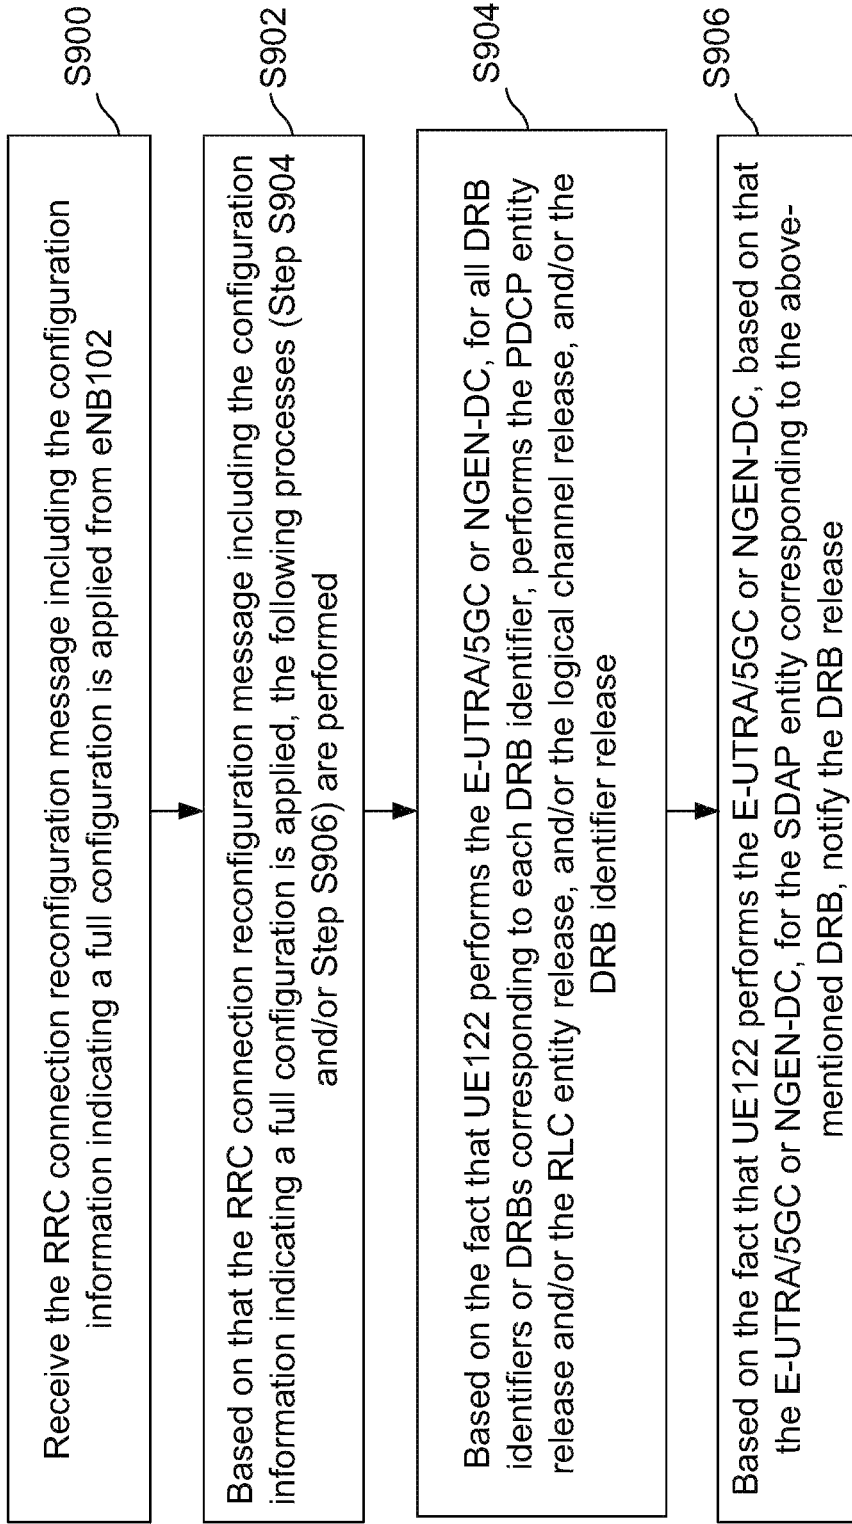 Receive the RRC connection reconfiguration message including the configuration
information indicating a full configuration is applied from eNB102
S900
Based on that the RRC connection reconfiguration message including the configuration
information indicating a full configuration is applied, the following processes (Step S904
and/or Step S906) are performed
S902
Based on the fact that UE122 performs the E-UTRA/5GC or NGEN-DC, for all DRB
identifiers or DRBs corresponding to each DRB identifier, performs the PDCP entity
release and/or the RLC entity release, and/or the logical channel release, and/or the
DRB identifier release
S904
Based on the fact that UE122 performs the E-UTRA/5GC or NGEN-DC, based on that
the E-UTRA/5GC or NGEN-DC, for the SDAP entity corresponding to the above-
mentioned DRB, notify the DRB release
S906